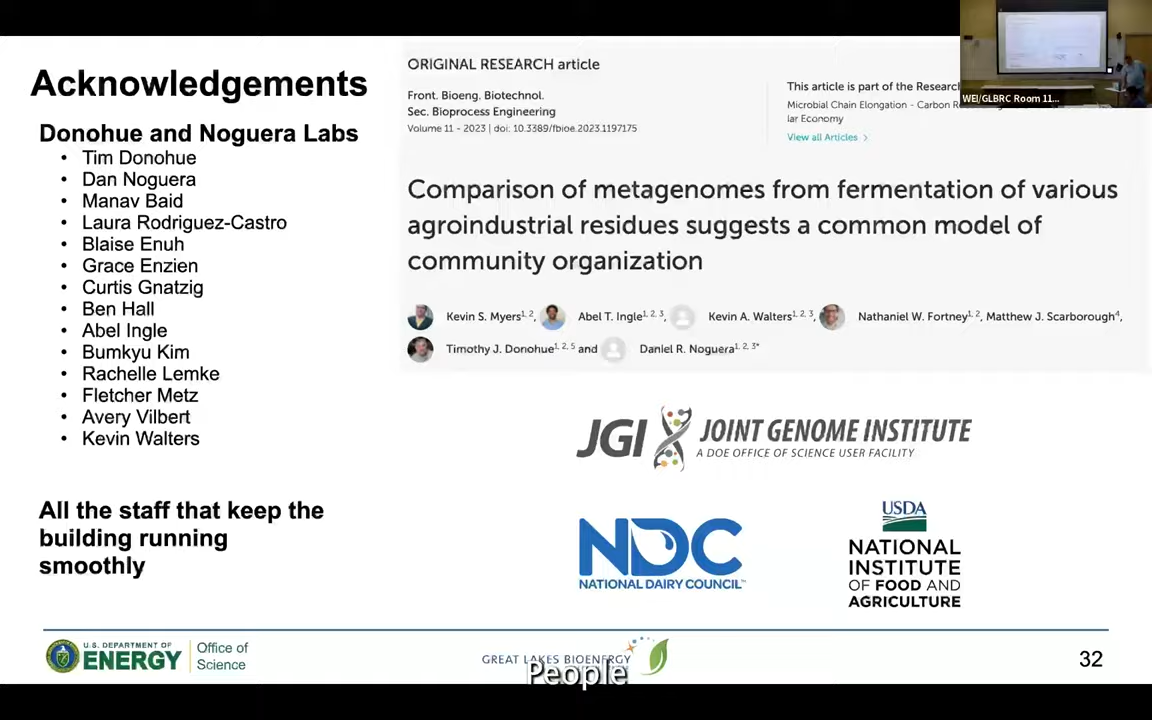 Acknowledgements
Donohue and Noguera Labs
• Tim Donohue
• Dan Noguera
• Manav Baid
• Laura Rodriguez-Castro
• Blaise Enuh
• Grace Enzien
• Curtis Gnatzig
• Ben Hall
• Abel Ingle
• Bumkyu Kim
• Rachelle Lemke
• Fletcher Metz
• Avery Vilbert
• Kevin Walters
All the staff that keep the
building running
smoothly
ORIGINAL RESEARCH article
Front. Bioeng. Biotechnol.
Sec. Bioprocess Engineering
Volume 11 - 2023 | doi: 10.3389/fbioe.2023.1197175
This article is part of the Resear
Microbial Chain Elongation - Carbon R
lar Economy
View all Articles >
WEI/GLBRC Room 11...
Comparison of metagenomes from fermentation of various
agroindustrial residues suggests a common model of
community organization
Kevin S. Myers1, 2, Abel T. Ingle1, 2, 3, Kevin A. Walters1, 2, 3, Nathaniel W. Fortney1, 2, Matthew J. Scarborough4,
Timothy J. Donohue1, 2, 5 and Daniel R. Noguera1, 2, 3*
JGI JOINT GENOME INSTITUTE
A DOE OFFICE OF SCIENCE USER FACILITY
NDC
NATIONAL DAIRY COUNCIL
USDA
NATIONAL
INSTITUTE
OF FOOD AND
AGRICULTURE
U.S. DEPARTMENT OF
ENERGY
Office of
Science
GREAT LAKES BIOENERGY
People
32